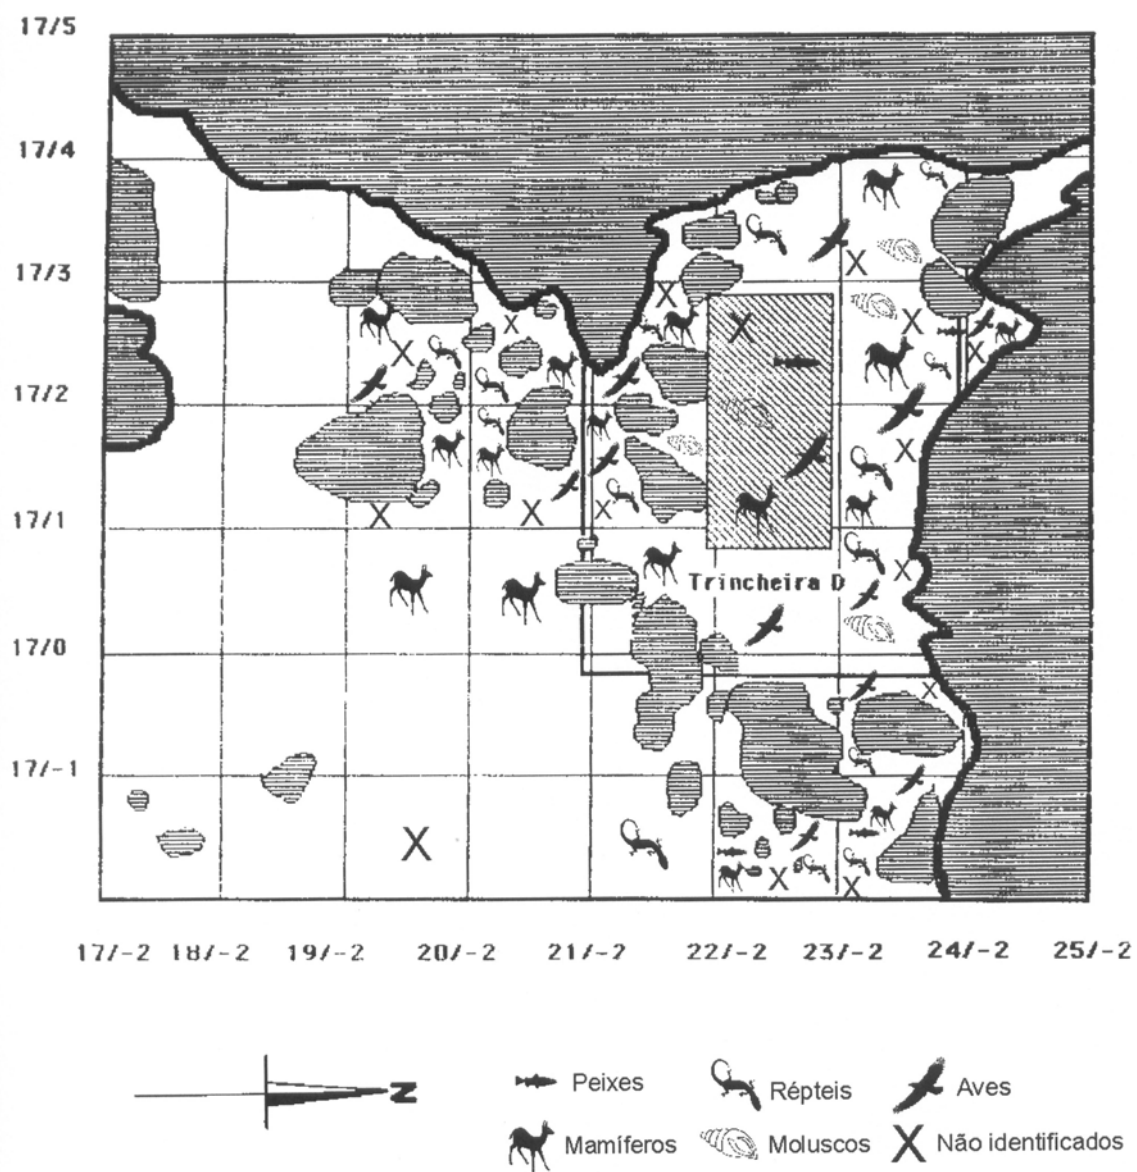 17/5
17/4
17/3
17/2
17/1
17/0
17/-1
Trincheira D
17/-2 18/-2 19/-2 20/-2 21/-2 22/-2 23/-2 24/-2 25/-2
N
Peixes Répteis Aves
Mamíferos Moluscos X Não identificados